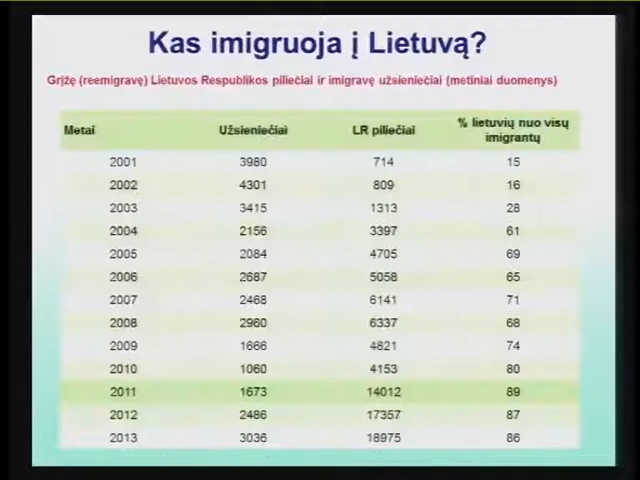 Kas imigruoja į Lietuvą?
Grįžę (reemigravę) Lietuvos Respublikos piliečiai ir imigravę užsieniečiai (metiniai duomenys)
Metai Užsieniečiai LR piliečiai % lietuvių nuo visų imigrantų
2001 3980 714 15
2002 4301 809 16
2003 3415 1313 28
2004 2156 3397 61
2005 2084 4705 69
2006 2687 5058 65
2007 2468 6141 71
2008 2960 6337 68
2009 1666 4821 74
2010 1060 4153 80
2011 1673 14012 89
2012 2486 17357 87
2013 3036 18975 86